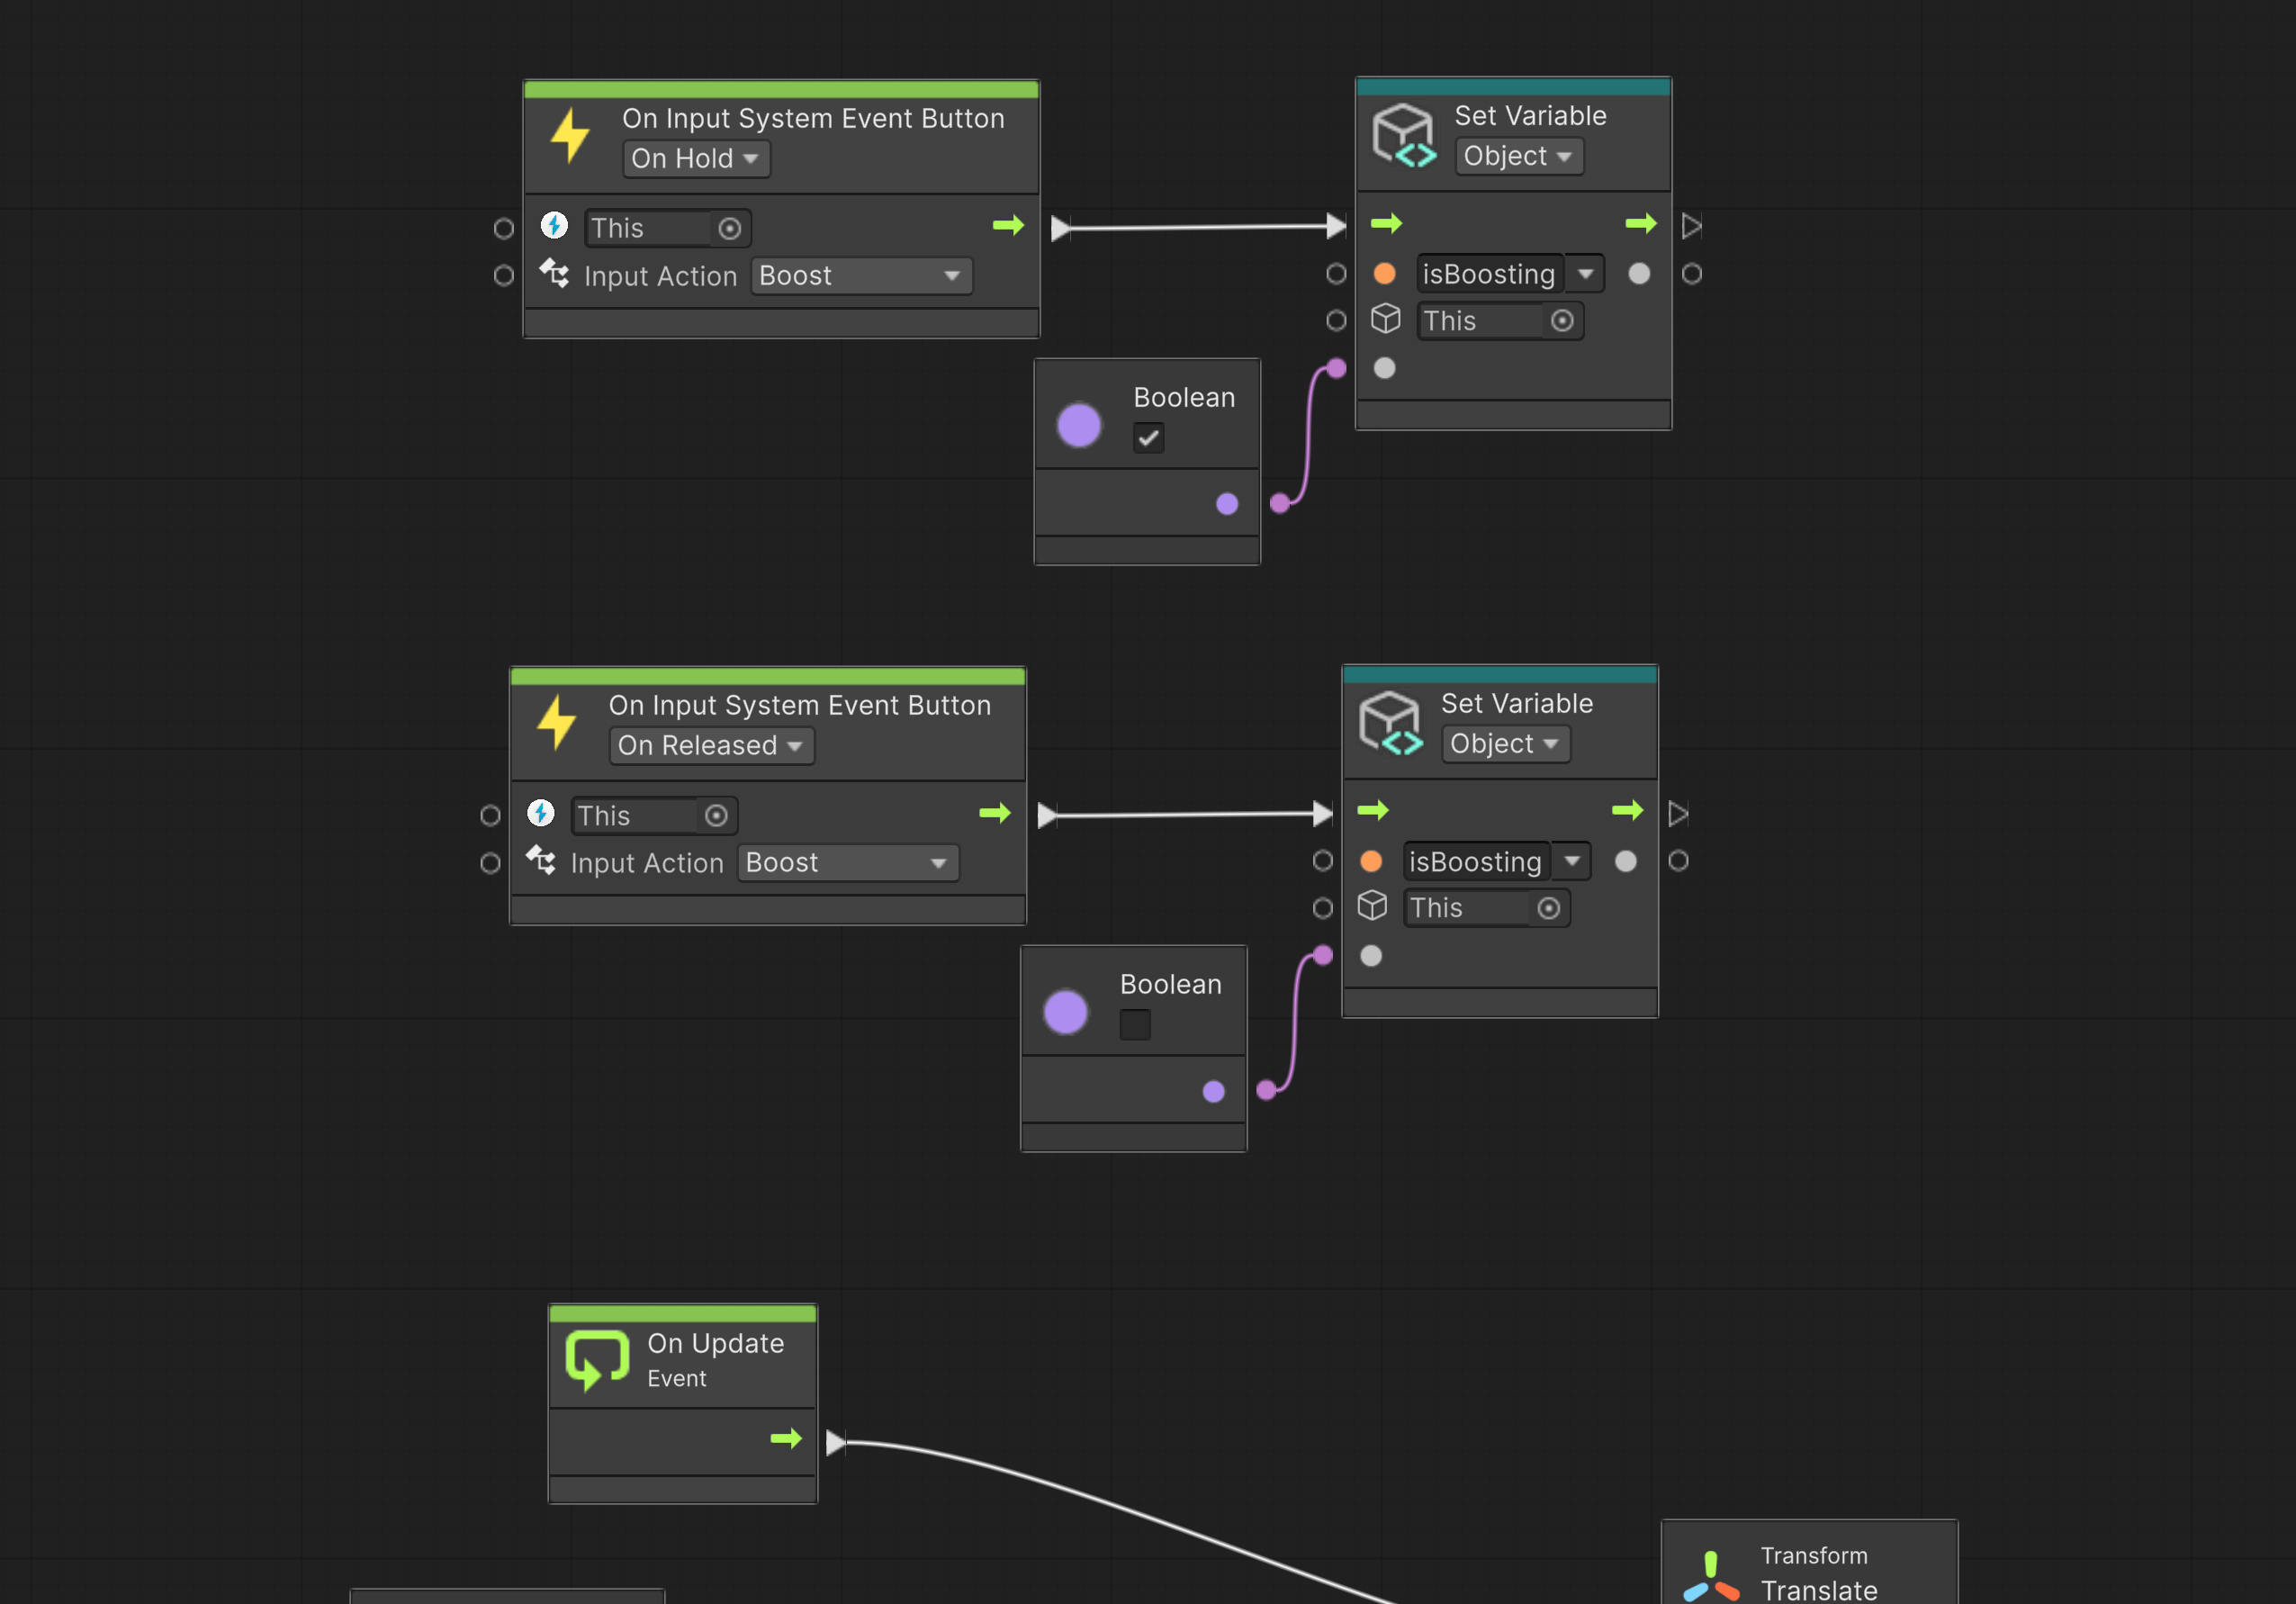 On Input System Event Button
On Hold
This
Input Action Boost
Set Variable
Object
isBoosting
This
Boolean
On Input System Event Button
On Released
This
Input Action Boost
Set Variable
Object
isBoosting
This
Boolean
On Update
Event
Transform
Translate